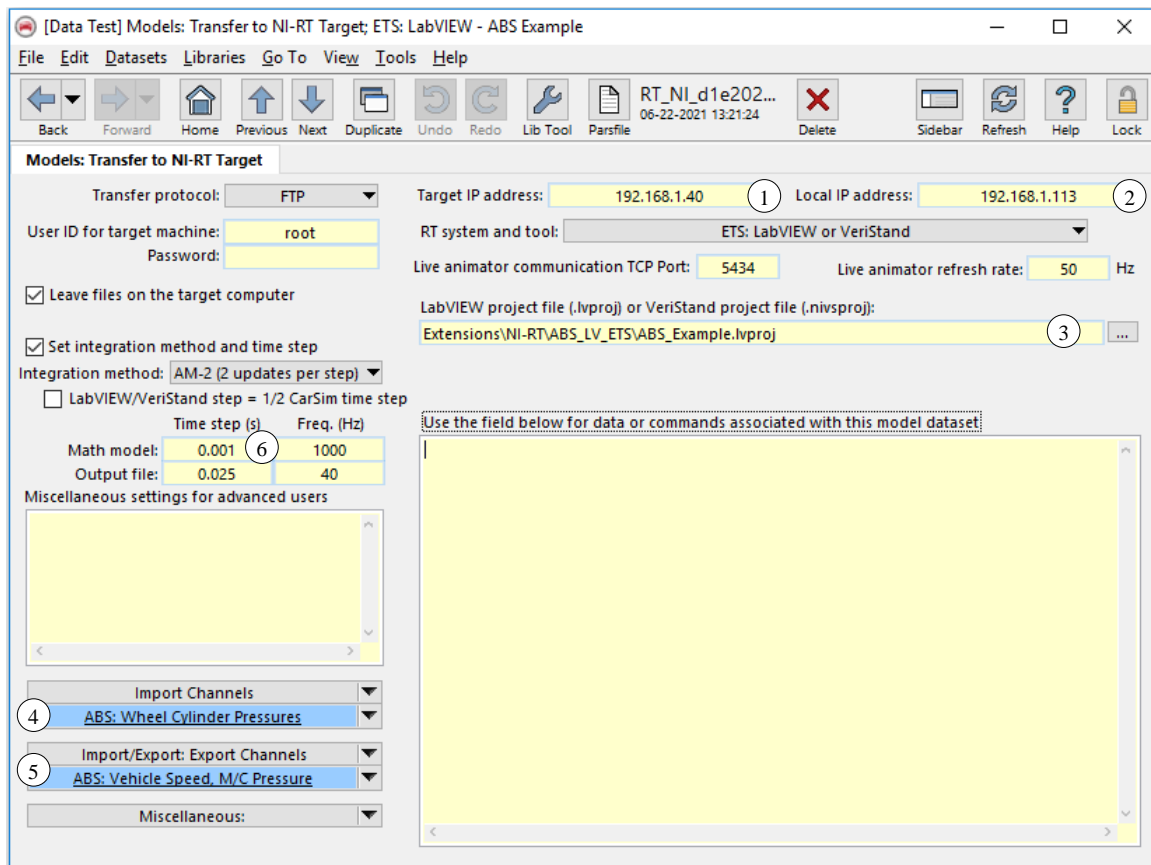 [Data Test] Models: Transfer to NI-RT Target; ETS: LabVIEW - ABS Example
File Edit Datasets Libraries Go To View Tools Help
Back Forward Home Previous Next Duplicate Undo Redo Lib Tool Parsfile RT_NI_d1e202... 06-22-2021 13:21:24 Delete Sidebar Refresh Help Lock
Models: Transfer to NI-RT Target
Transfer protocol: FTP
Target IP address: 192.168.1.40 1 Local IP address: 192.168.1.113 2
User ID for target machine: root
RT system and tool: ETS: LabVIEW or VeriStand
Password:
Live animator communication TCP Port: 5434 Live animator refresh rate: 50 Hz
Leave files on the target computer
LabVIEW project file (.lvproj) or VeriStand project file (.nivsproj):
Extensions\NI-RT\ABS_LV_ETS\ABS_Example.lvproj 3 ...
Set integration method and time step
Integration method: AM-2 (2 updates per step)
LabVIEW/VeriStand step = 1/2 CarSim time step
Time step (s) Freq. (Hz)
Use the field below for data or commands associated with this model dataset
Math model: 0.001 6 1000
Output file: 0.025 40
Miscellaneous settings for advanced users
Import Channels
4 ABS: Wheel Cylinder Pressures
Import/Export: Export Channels
5 ABS: Vehicle Speed, M/C Pressure
Miscellaneous: